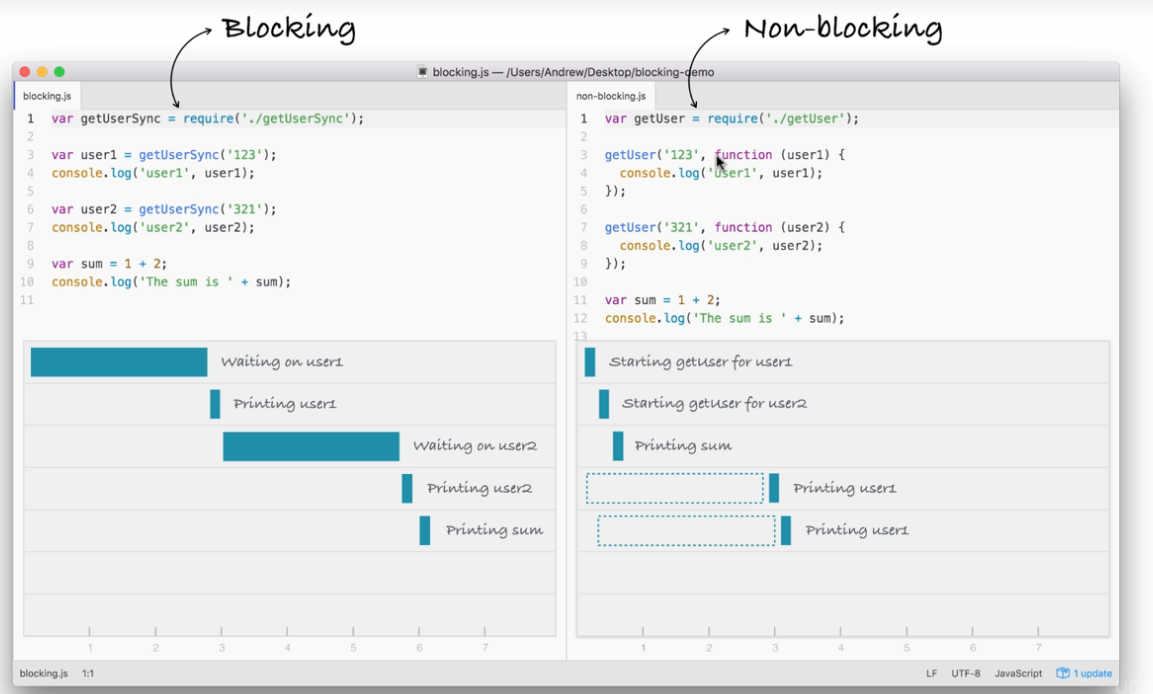 Blocking
Non-blocking
blocking.js — /Users/Andrew/Desktop/blocking-demo
blocking.js
1 var getUserSync = require('./getUserSync');
2
3 var user1 = getUserSync('123');
4 console.log('user1', user1);
5
6 var user2 = getUserSync('321');
7 console.log('user2', user2);
8
9 var sum = 1 + 2;
10 console.log('The sum is ' + sum);
11
Waiting on user1
Printing user1
Waiting on user2
Printing user2
Printing sum
1 2 3 4 5 6 7
non-blocking.js
1 var getUser = require('./getUser');
2
3 getUser('123', function (user1) {
4 console.log('user1', user1);
5 });
6
7 getUser('321', function (user2) {
8 console.log('user2', user2);
9 });
10
11 var sum = 1 + 2;
12 console.log('The sum is ' + sum);
13
Starting getUser for user1
Starting getUser for user2
Printing sum
Printing user1
Printing user1
1 2 3 4 5 6 7
blocking.js 1:1
LF UTF-8 JavaScript 1 update